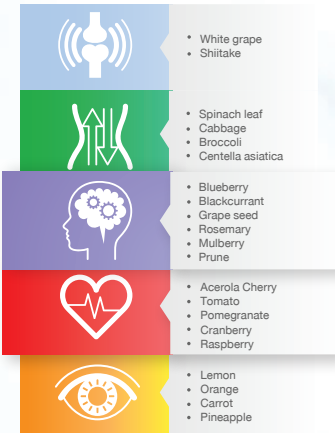 • White grape
• Shiitake
• Spinach leaf
• Cabbage
• Broccoli
• Centella asiatica
• Blueberry
• Blackcurrant
• Grape seed
• Rosemary
• Mulberry
• Prune
• Acerola Cherry
• Tomato
• Pomegranate
• Cranberry
• Raspberry
• Lemon
• Orange
• Carrot
• Pineapple